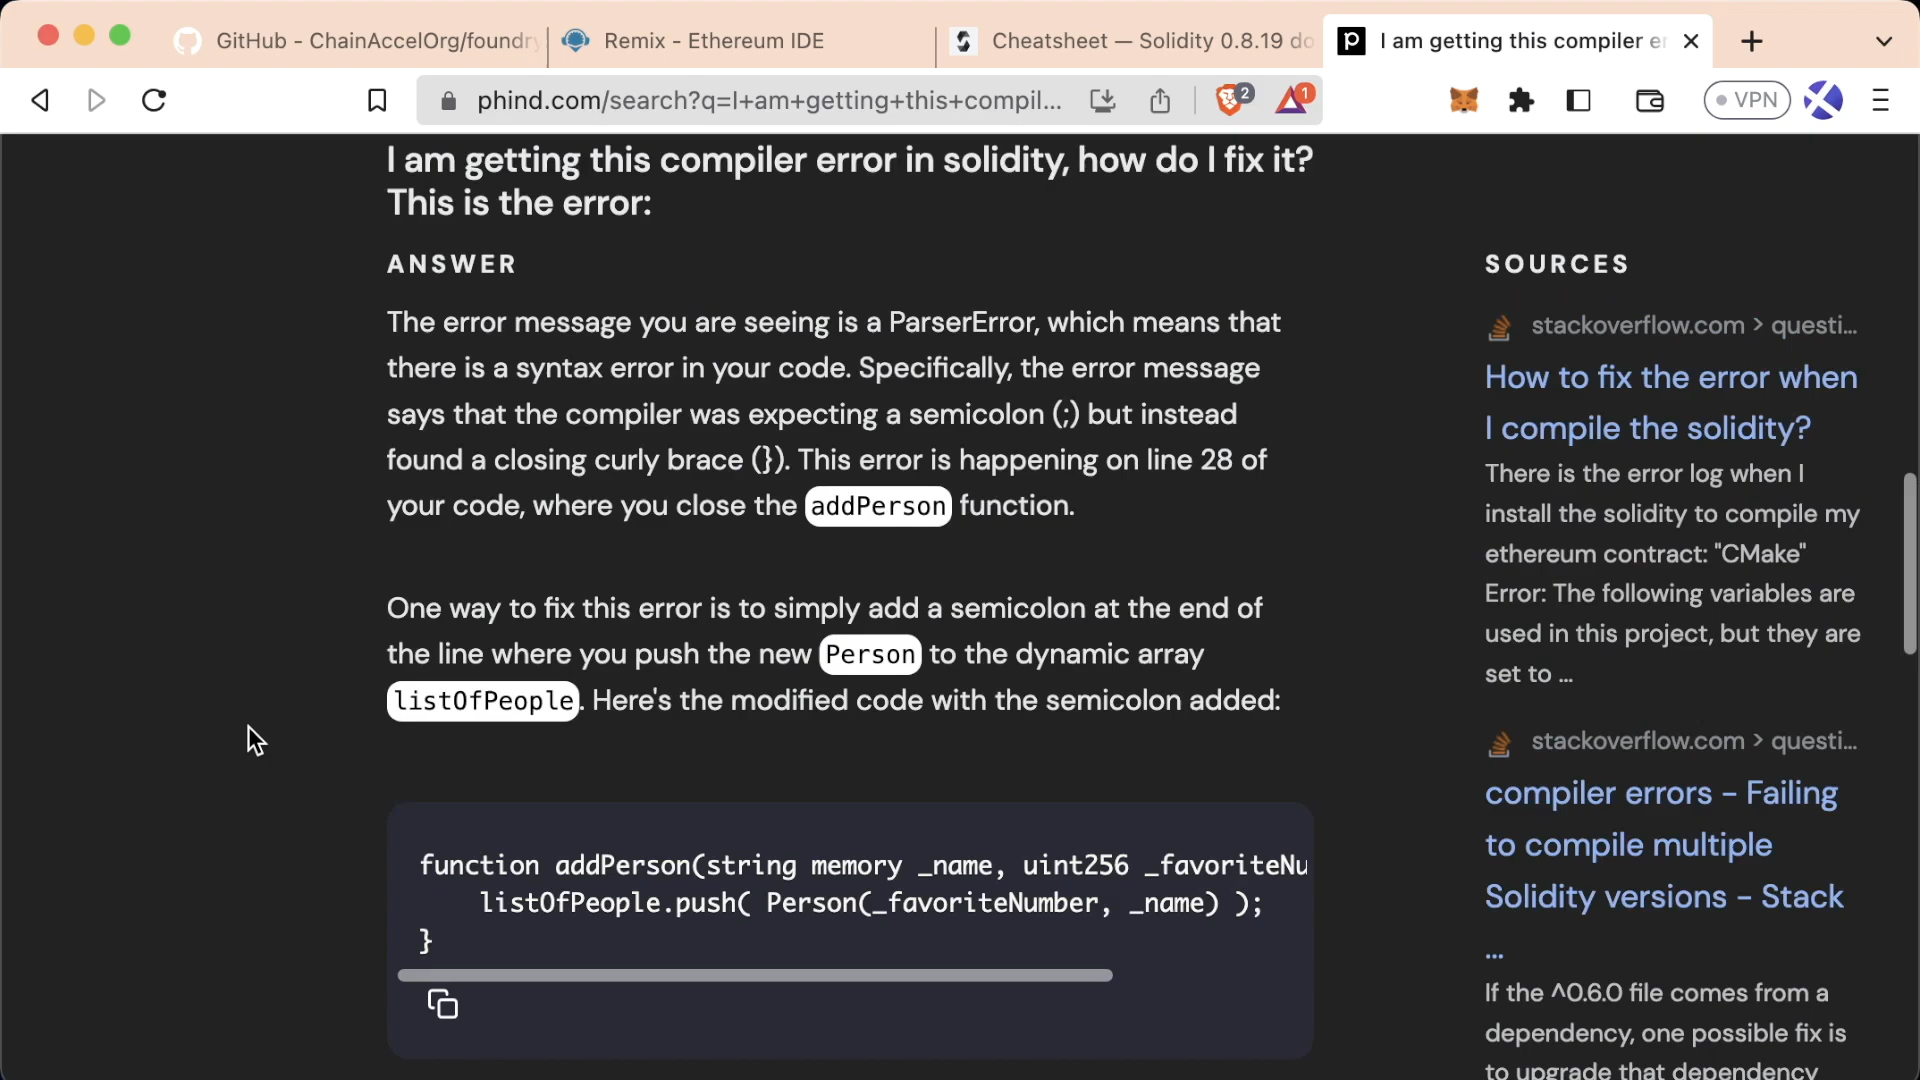 GitHub - ChainAccelOrg/foundry
Remix - Ethereum IDE
Cheatsheet — Solidity 0.8.19 do
I am getting this compiler er
phind.com/search?q=I+am+getting+this+compil...
2
1
VPN
I am getting this compiler error in solidity, how do I fix it?
This is the error:
ANSWER
The error message you are seeing is a ParserError, which means that
there is a syntax error in your code. Specifically, the error message
says that the compiler was expecting a semicolon (;) but instead
found a closing curly brace (}). This error is happening on line 28 of
your code, where you close the addPerson function.
One way to fix this error is to simply add a semicolon at the end of
the line where you push the new Person to the dynamic array
listOfPeople. Here's the modified code with the semicolon added:
function addPerson(string memory _name, uint256 _favoriteNu
listOfPeople.push( Person(_favoriteNumber, _name) );
}
SOURCES
stackoverflow.com > questi...
How to fix the error when
I compile the solidity?
There is the error log when I
install the solidity to compile my
ethereum contract: "CMake"
Error: The following variables are
used in this project, but they are
set to ...
stackoverflow.com > questi...
compiler errors - Failing
to compile multiple
Solidity versions - Stack
...
If the ^0.6.0 file comes from a
dependency, one possible fix is
to upgrade that dependency